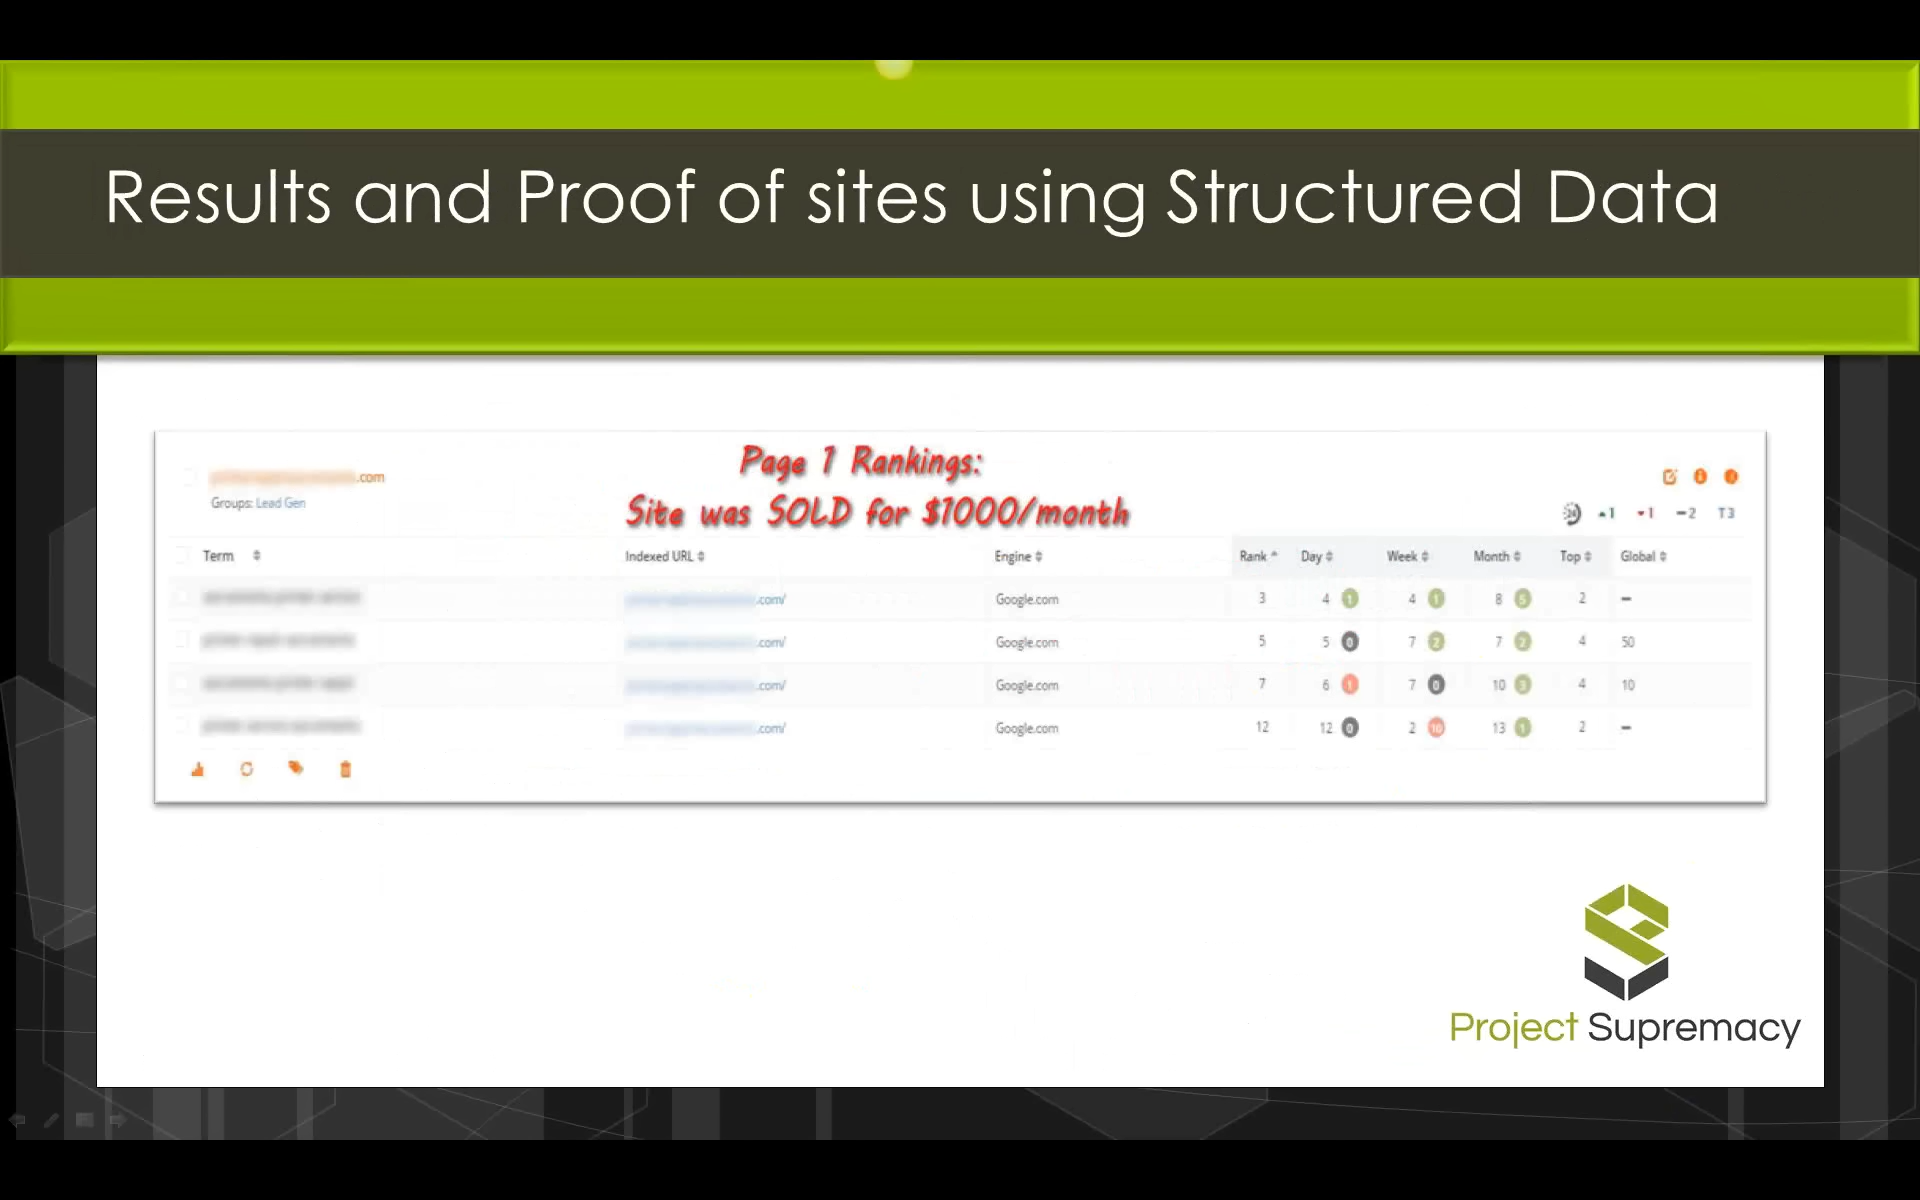 Results and Proof of sites using Structured Data
Page 1 Rankings:
.com
Groups: Lead Gen
Site was SOLD for $1000/month
24 1 1 2 T3
Term Indexed URL Engine Rank Day Week Month Top Global
.com/ Google.com 3 4 1 4 1 8 5 2 –
.com/ Google.com 5 5 0 7 2 7 2 4 50
.com/ Google.com 7 6 1 7 0 10 3 4 10
.com/ Google.com 12 12 0 2 10 13 1 2 –
Project Supremacy